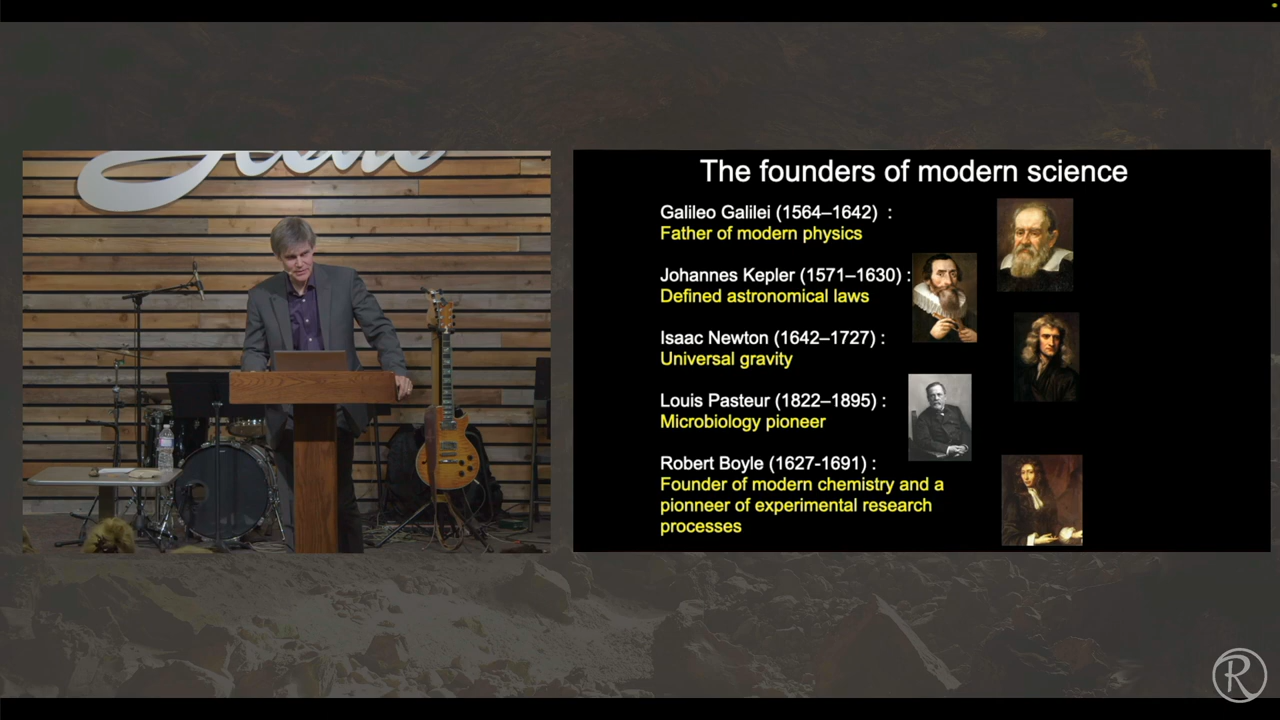 The founders of modern science
Galileo Galilei (1564–1642)  :
Father of modern physics
Johannes Kepler (1571–1630) :
Defined astronomical laws
Isaac Newton (1642–1727) :
Universal gravity
Louis Pasteur (1822–1895) :
Microbiology pioneer
Robert Boyle (1627-1691) :
Founder of modern chemistry and a
pionneer of experimental research
processes
R